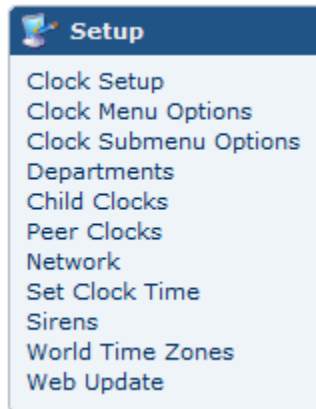 Setup
Clock Setup
Clock Menu Options
Clock Submenu Options
Departments
Child Clocks
Peer Clocks
Network
Set Clock Time
Sirens
World Time Zones
Web Update